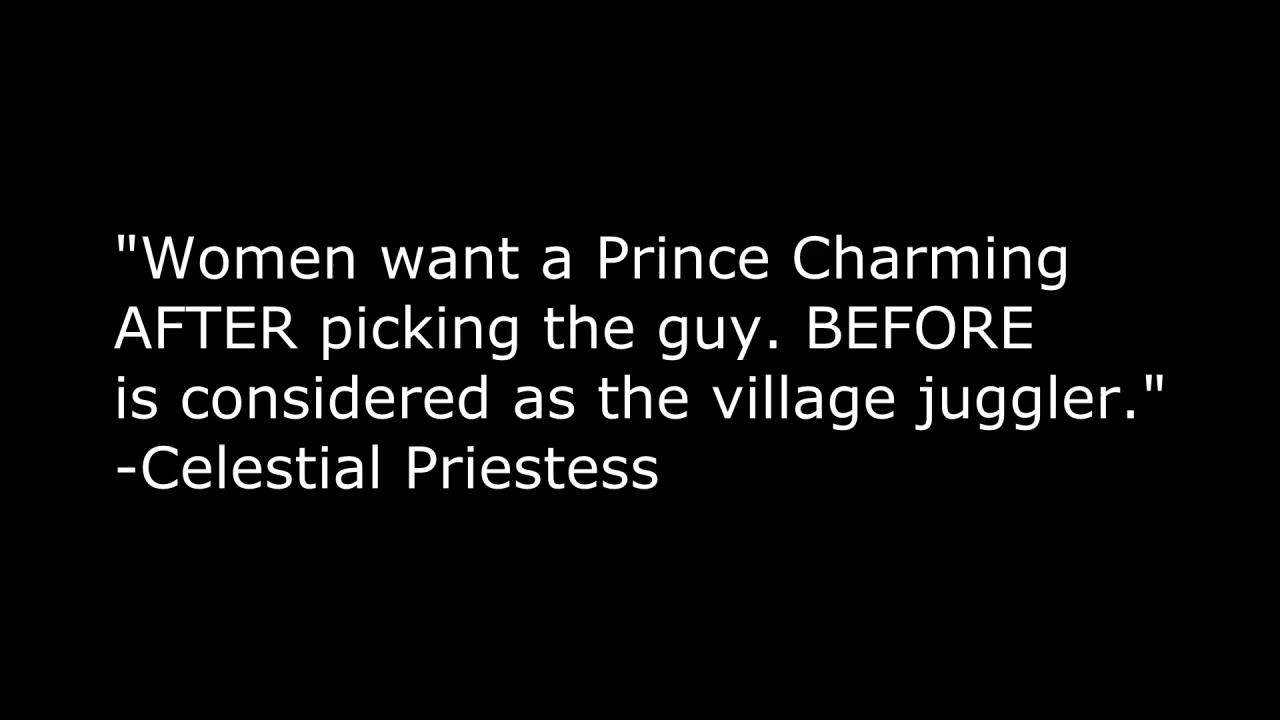 "Women want a Prince Charming
AFTER picking the guy. BEFORE
is considered as the village juggler."
-Celestial Priestess